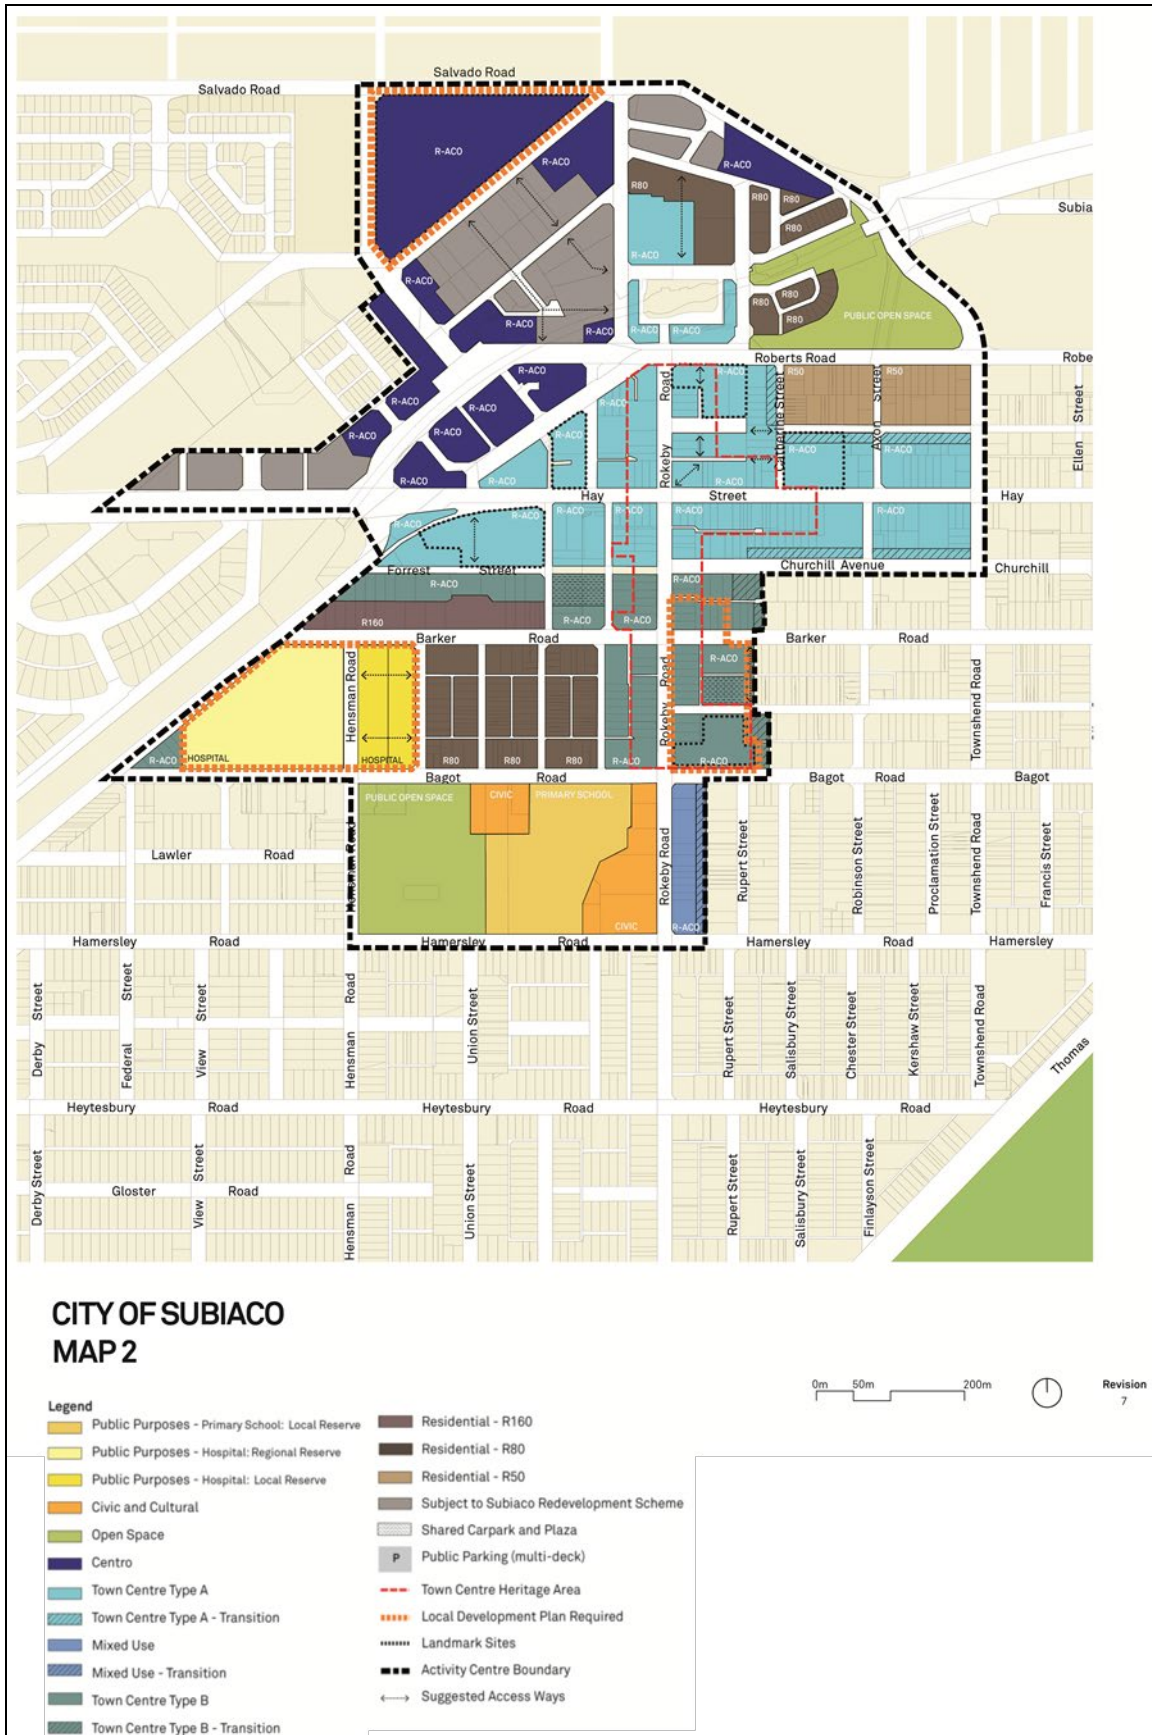 Salvado Road
Salvado Road
R-ACO
R-ACO
R-ACO
R80
R80
R80
R80
Subia
R-ACO
R-ACO
R80
R80
R80
PUBLIC OPEN SPACE
R-ACO
R-ACO
R-ACO
R-ACO
Roberts Road
Robe
R-ACO
R-ACO
R50
R50
R-ACO
R-ACO
R-ACO
Road
Rokeby
Catherine Street
Axon Street
Ellen Street
R-ACO
R-ACO
R-ACO
R-ACO
R-ACO
R-ACO
R-ACO
R-ACO
Hay
Street
Hay
R-ACO
R-ACO
R-ACO
R-ACO
R-ACO
R-ACO
Forrest
Street
Churchill Avenue
Churchill
R-ACO
R-ACO
R160
R-ACO
R-ACO
Barker
Road
Barker
Road
Hensman Road
Rokeby Road
R-ACO
Townshend Road
R-ACO
HOSPITAL
HOSPITAL
R80
R80
R80
R-ACO
R-ACO
Bagot
Road
Bagot
Road
Bagot
PUBLIC OPEN SPACE
CIVIC
PRIMARY SCHOOL
Lawler
Road
Hensman Road
Rokeby Road
Rupert Street
Robinson Street
Proclamation Street
Townshend Road
Francis Street
CIVIC
R-ACO
Hamersley
Road
Hamersley
Road
Hamersley
Road
Hamersley
Derby Street
Federal Street
View Street
Hensman Road
Union Street
Rupert Street
Salisbury Street
Chester Street
Kershaw Street
Townshend Road
Thomas
Heytesbury
Road
Heytesbury
Road
Heytesbury
Road
Derby Street
View Street
Hensman Road
Union Street
Rupert Street
Salisbury Street
Finlayson Street
Gloster
Road
CITY OF SUBIACO
MAP 2
0m
50m
200m
Revision
7
Legend
Public Purposes - Primary School: Local Reserve
Public Purposes - Hospital: Regional Reserve
Public Purposes - Hospital: Local Reserve
Civic and Cultural
Open Space
Centro
Town Centre Type A
Town Centre Type A - Transition
Mixed Use
Mixed Use - Transition
Town Centre Type B
Town Centre Type B - Transition
Residential - R160
Residential - R80
Residential - R50
Subject to Subiaco Redevelopment Scheme
Shared Carpark and Plaza
P
Public Parking (multi-deck)
Town Centre Heritage Area
Local Development Plan Required
Landmark Sites
Activity Centre Boundary
Suggested Access Ways